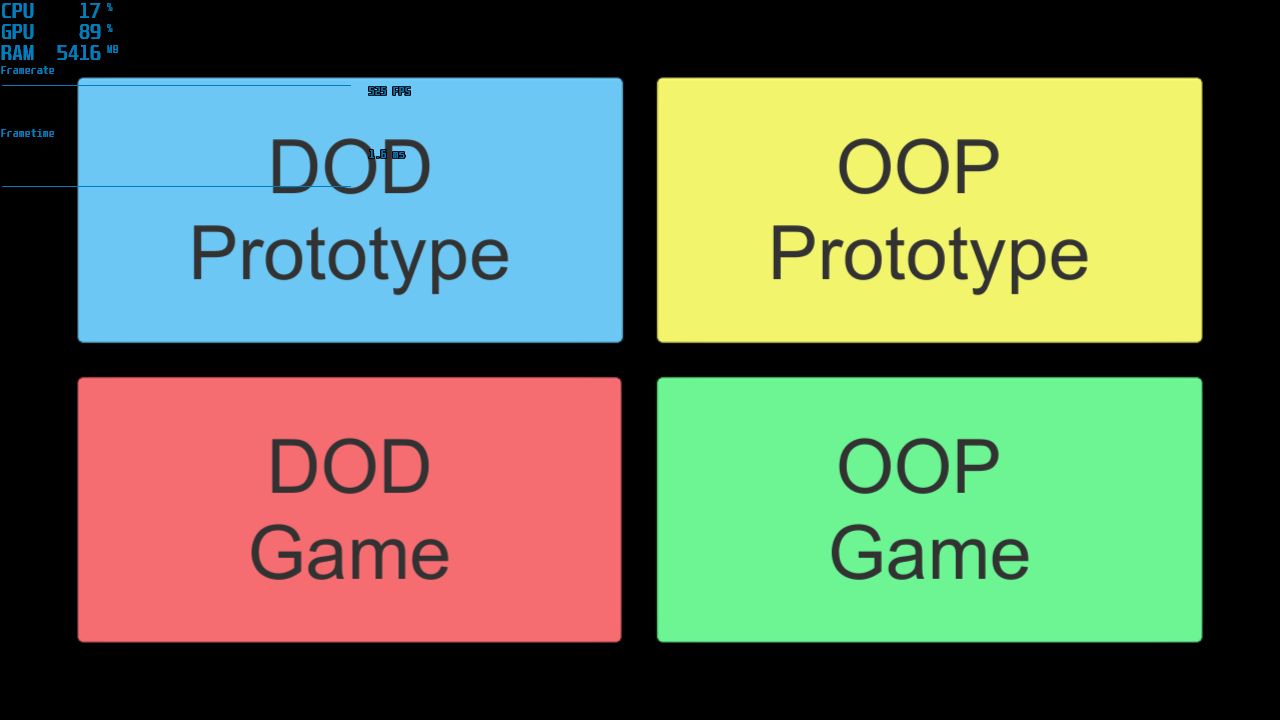 CPU 17 %
GPU 89 %
RAM 5416 MB
Framerate
525 FPS
Frametime
1.6 ms
DOD
Prototype
OOP
Prototype
DOD
Game
OOP
Game